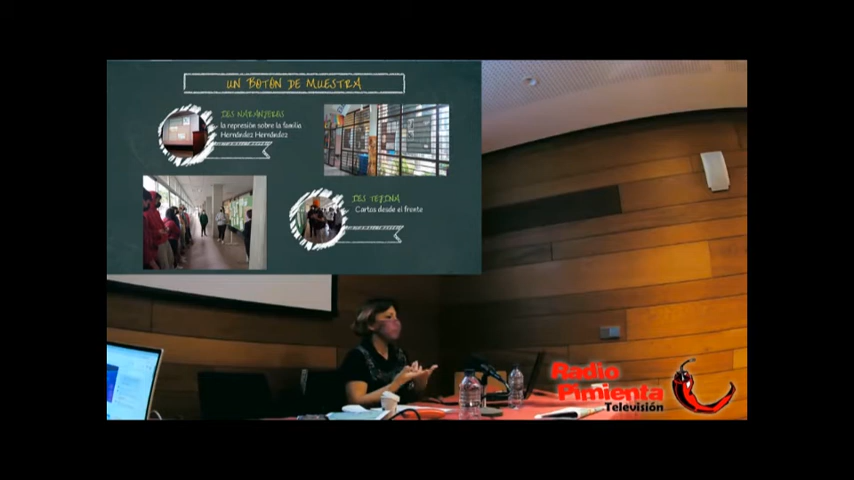 UN BOTÓN DE MUESTRA
IES NARANJEROS
la represión sobre la familia
Hernández Hernández
IES TEJINA
Cartas desde el frente
Radio
Pimienta
Televisión